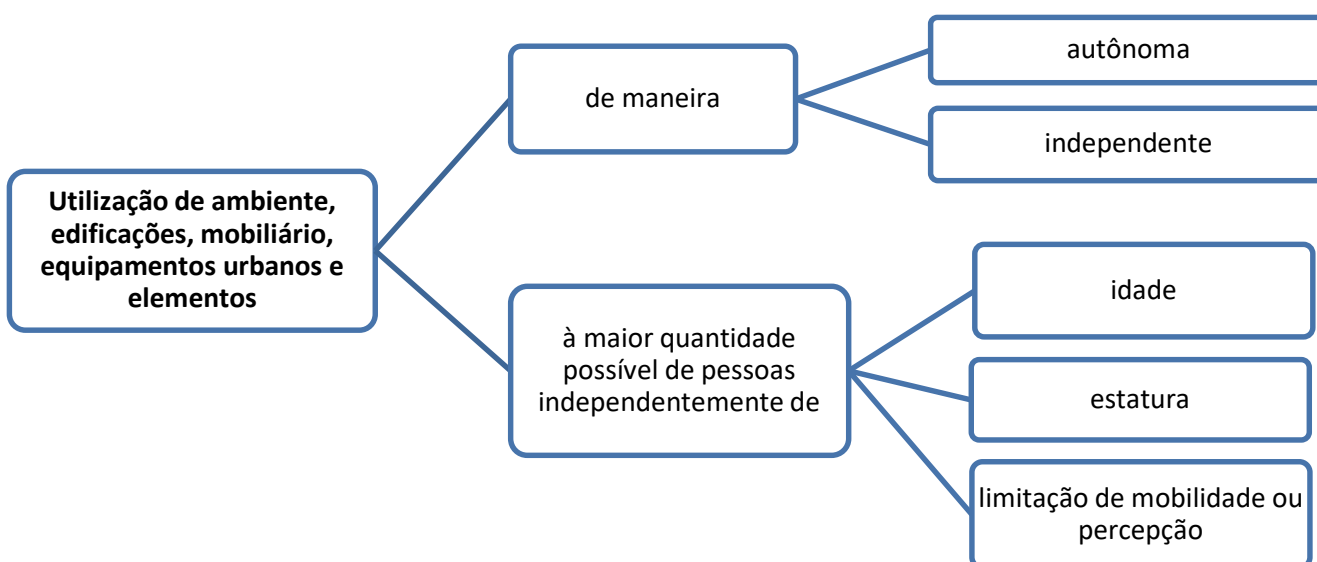 Utilização de ambiente,
edificações, mobiliário,
equipamentos urbanos e
elementos
de maneira
autônoma
independente
à maior quantidade
possível de pessoas
independentemente de
idade
estatura
limitação de mobilidade ou
percepção